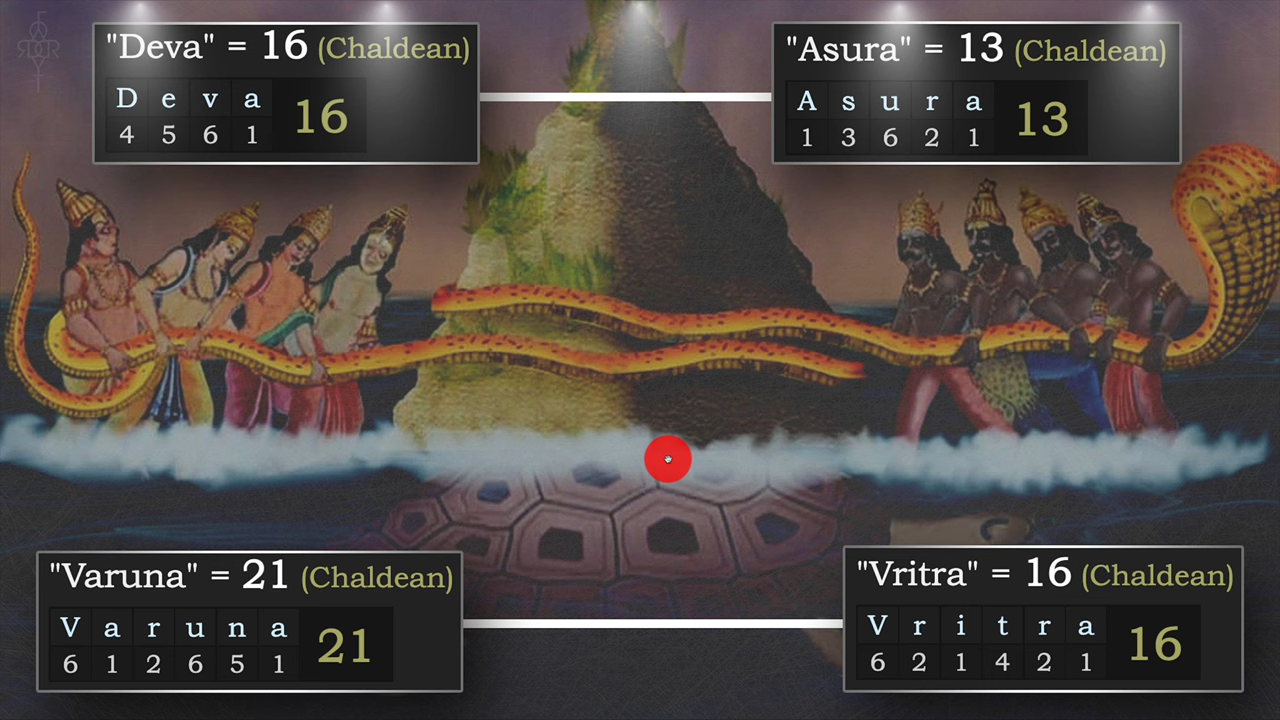 "Deva" = 16 (Chaldean)
D e v a 16
4 5 6 1
"Asura" = 13 (Chaldean)
A s u r a 13
1 3 6 2 1
"Varuna" = 21 (Chaldean)
V a r u n a 21
6 1 2 6 5 1
"Vritra" = 16 (Chaldean)
V r i t r a 16
6 2 1 4 2 1